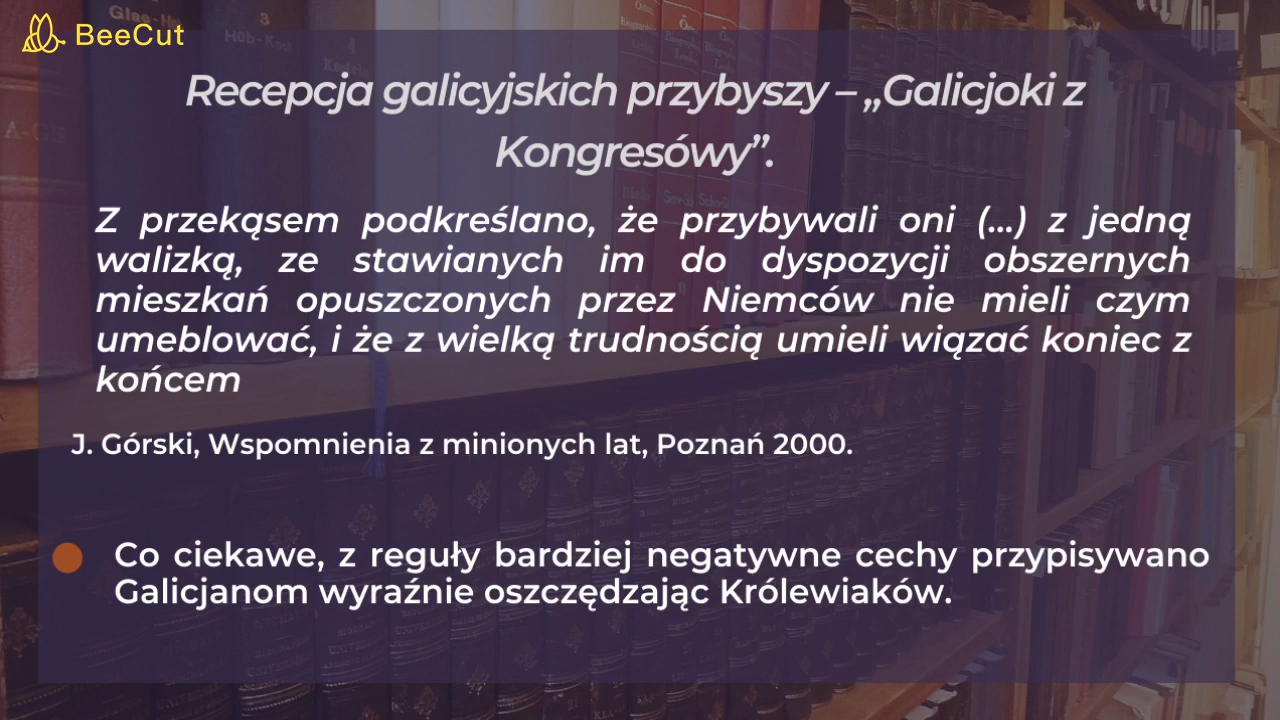 BeeCut
Recepcja galicyjskich przybyszy – „Galicjoki z
Kongresówy”.
Z przekąsem podkreślano, że przybywali oni (...) z jedną
walizką, ze stawianych im do dyspozycji obszernych
mieszkań opuszczonych przez Niemców nie mieli czym
umeblować, i że z wielką trudnością umieli wiązać koniec z
końcem
J. Górski, Wspomnienia z minionych lat, Poznań 2000.
Co ciekawe, z reguły bardziej negatywne cechy przypisywano
Galicjanom wyraźnie oszczędzając Królewiaków.